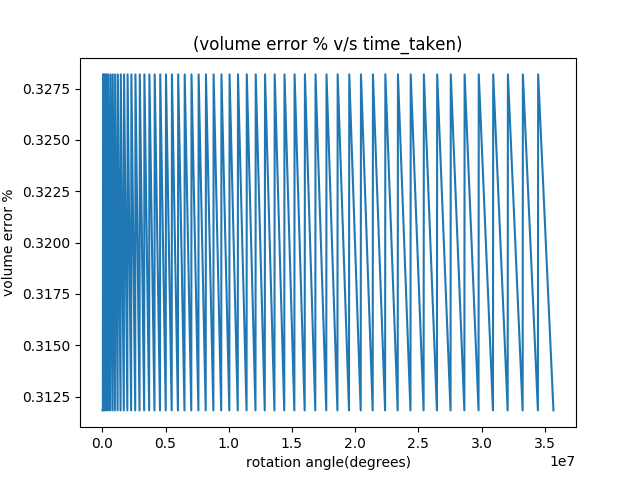 (volume error % v/s time_taken)
0.3275
0.3250
0.3225
0.3200
0.3175
0.3150
0.3125
volume error %
0.0 0.5 1.0 1.5 2.0 2.5 3.0 3.5
1e7
rotation angle(degrees)